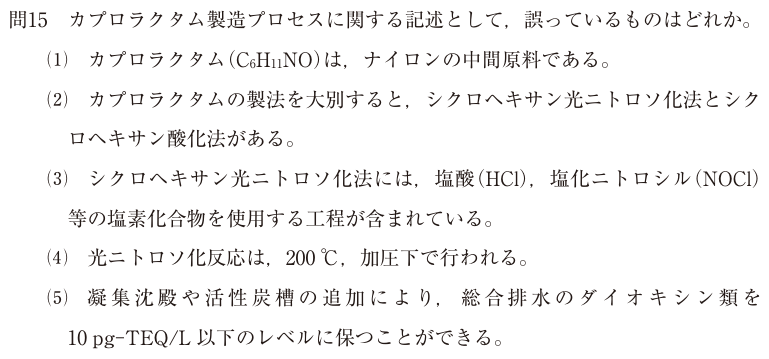 問15　カプロラクタム製造プロセスに関する記述として，誤っているものはどれか。
⑴　カプロラクタム(C₆H₁₁NO)は，ナイロンの中間原料である。
⑵　カプロラクタムの製法を大別すると，シクロヘキサン光ニトロソ化法とシク
ロヘキサン酸化法がある。
⑶　シクロヘキサン光ニトロソ化法には，塩酸(HCl)，塩化ニトロシル(NOCl)
等の塩素化合物を使用する工程が含まれている。
⑷　光ニトロソ化反応は，200 ℃，加圧下で行われる。
⑸　凝集沈殿や活性炭槽の追加により，総合排水のダイオキシン類を
10 pg-TEQ/L 以下のレベルに保つことができる。